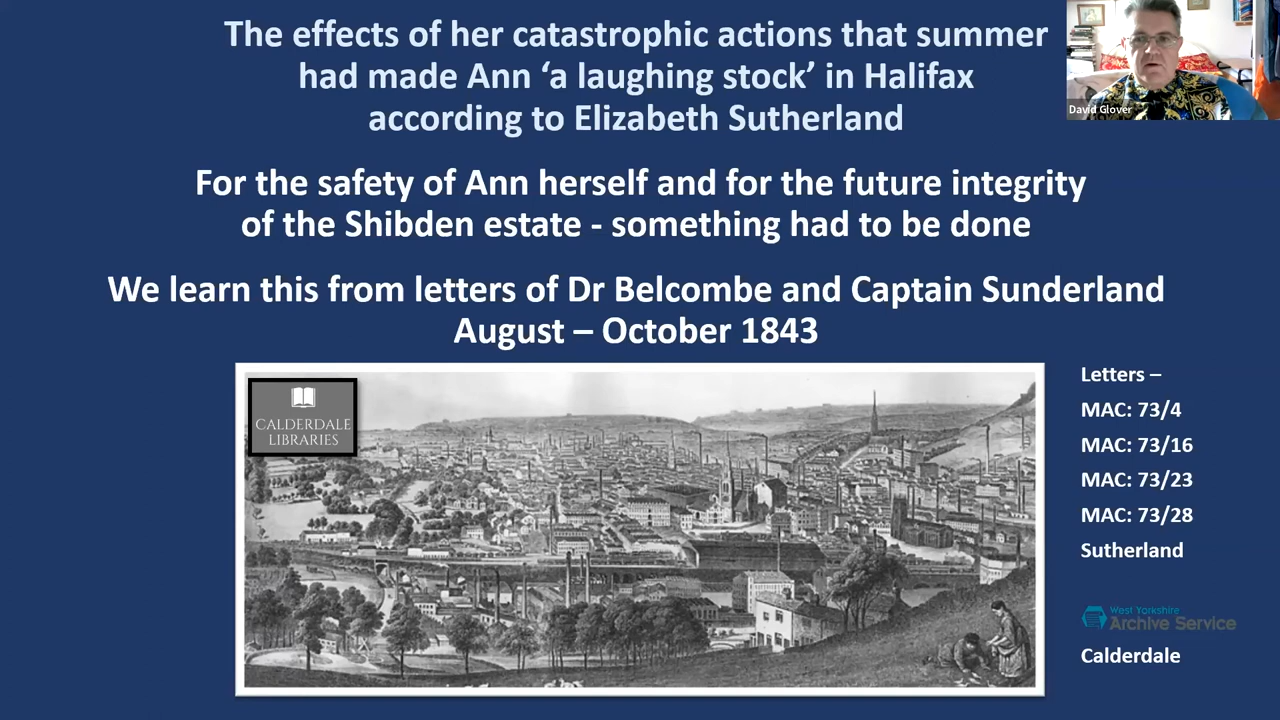 The effects of her catastrophic actions that summer
had made Ann ‘a laughing stock’ in Halifax
according to Elizabeth Sutherland
David Glover
For the safety of Ann herself and for the future integrity
of the Shibden estate - something had to be done
We learn this from letters of Dr Belcombe and Captain Sunderland
August – October 1843
CALDERDALE
LIBRARIES
Letters –
MAC: 73/4
MAC: 73/16
MAC: 73/23
MAC: 73/28
Sutherland
West Yorkshire
Archive Service
Calderdale